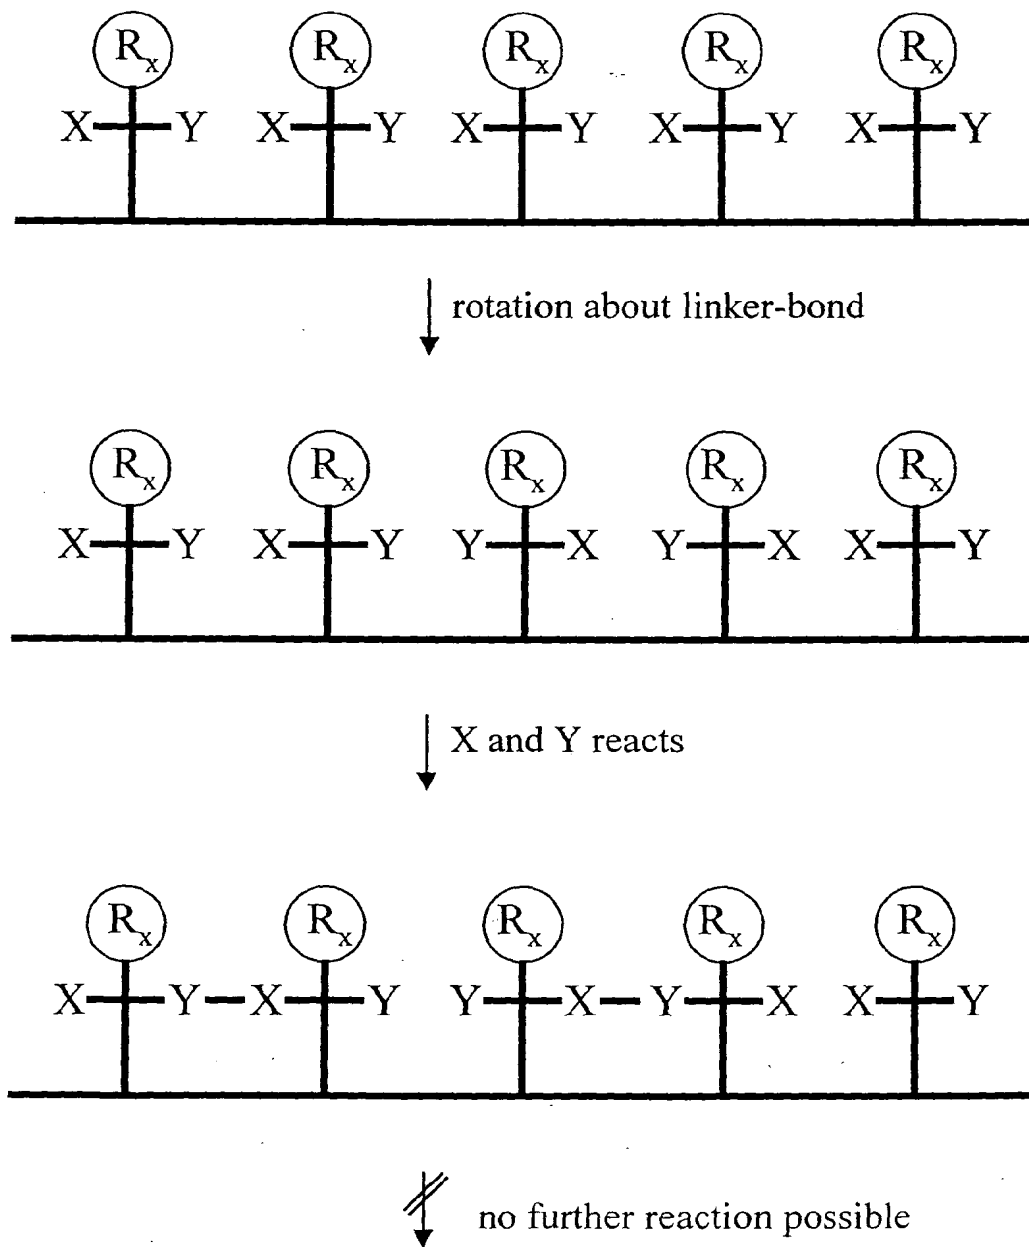 Rx Rx Rx Rx Rx
X Y X Y X Y X Y X Y
rotation about linker-bond
Rx Rx Rx Rx Rx
X Y X Y Y X Y X X Y
X and Y reacts
Rx Rx Rx Rx Rx
X Y X Y Y X Y X X Y
no further reaction possible